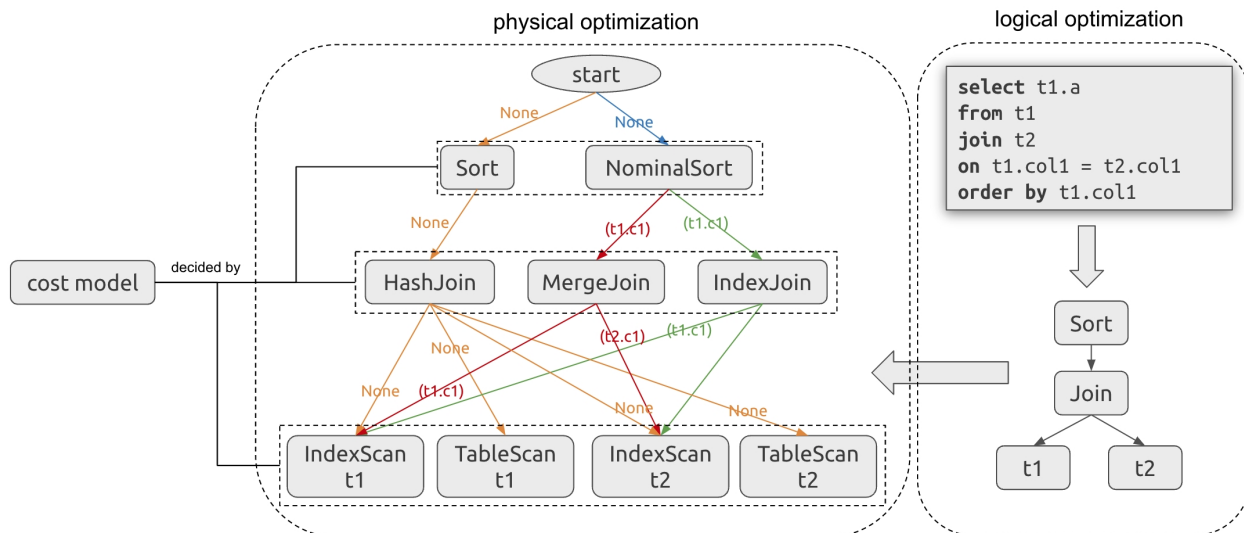 physical optimization
logical optimization
start
select t1.a
from t1
join t2
on t1.col1 = t2.col1
order by t1.col1
None
None
Sort
NominalSort
None
(t1.c1)
(t1.c1)
cost model
decided by
HashJoin
MergeJoin
IndexJoin
Sort
None
(t2.c1)
(t1.c1)
Join
None
(t1.c1)
None
None
IndexScan
t1
TableScan
t1
IndexScan
t2
TableScan
t2
t1
t2